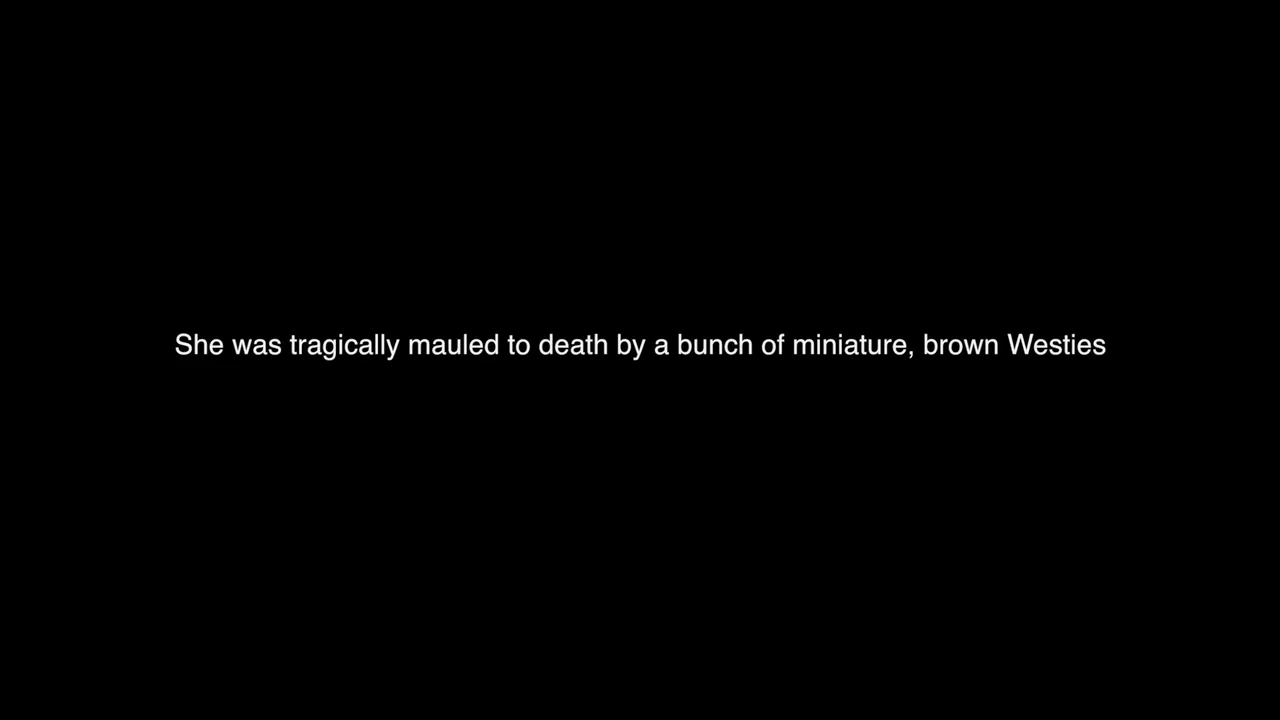 She was tragically mauled to death by a bunch of miniature, brown Westies